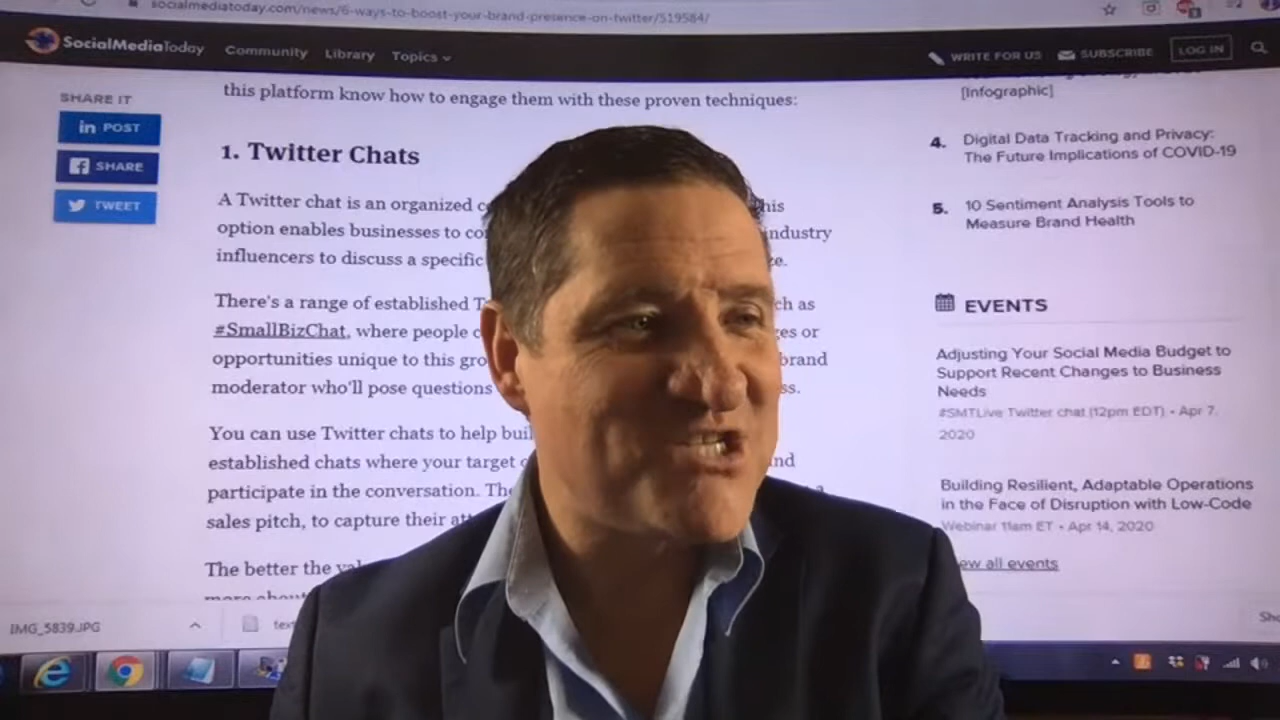 socialmediatoday.com/news/6-ways-to-boost-your-brand-presence-on-twitter/519584/
SocialMediaToday Community Library Topics WRITE FOR US SUBSCRIBE LOG IN
SHARE IT
in POST
SHARE
TWEET
this platform know how to engage them with these proven techniques:
1. Twitter Chats
A Twitter chat is an organized
option enables businesses to industry
influencers to discuss a specific
There's a range of established
#SmallBizChat, where people or
opportunities unique to this brand
moderator who'll pose questions
You can use Twitter chats to help
established chats where your target
participate in the conversation.
sales pitch, to capture their
The better the
[Infographic]
4. Digital Data Tracking and Privacy:
The Future Implications of COVID-19
5. 10 Sentiment Analysis Tools to
Measure Brand Health
EVENTS
Adjusting Your Social Media Budget to
Support Recent Changes to Business
Needs
#SMTLive Twitter chat (12pm EDT) • Apr 7,
2020
Building Resilient, Adaptable Operations
in the Face of Disruption with Low-Code
Webinar 11am ET • Apr 14, 2020
all events
IMG_5839.JPG